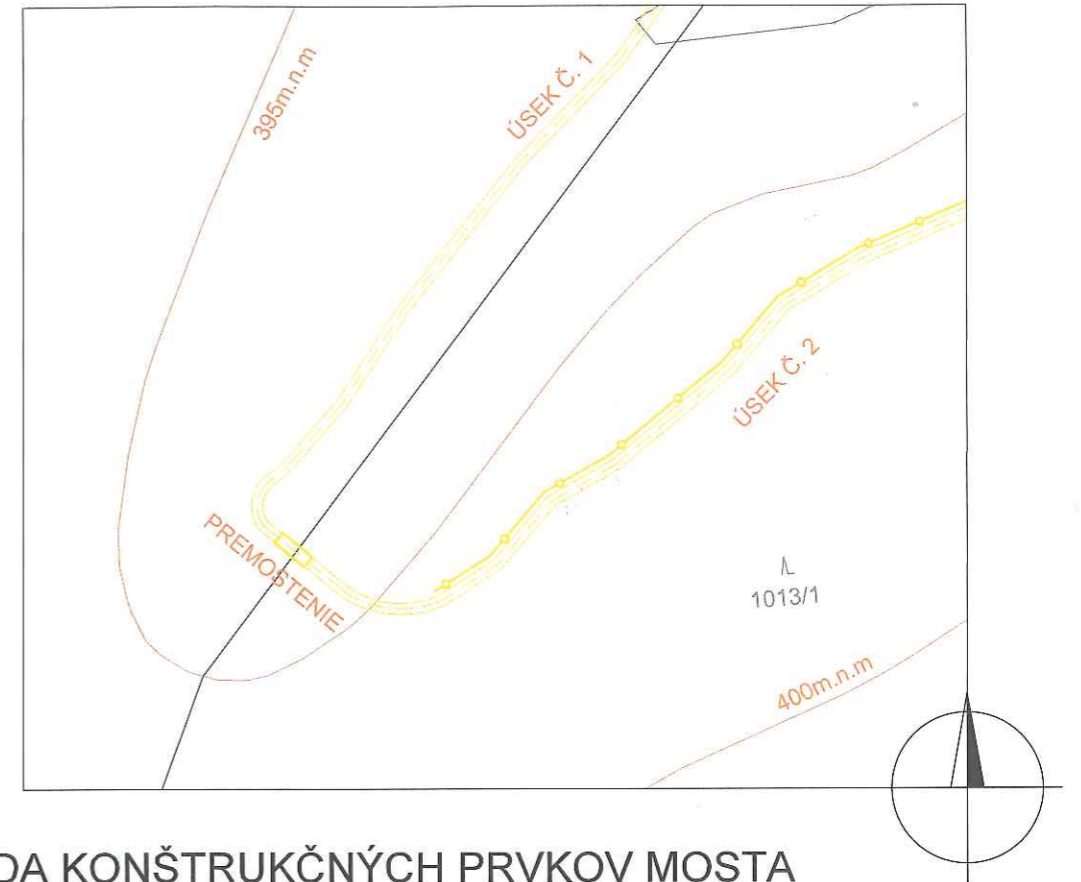 395m.n.m
ÚSEK Č. 1
ÚSEK Č. 2
PREMOSTENIE
1013/1
400m.n.m
DA KONŠTRUKČNÝCH PRVKOV MOSTA